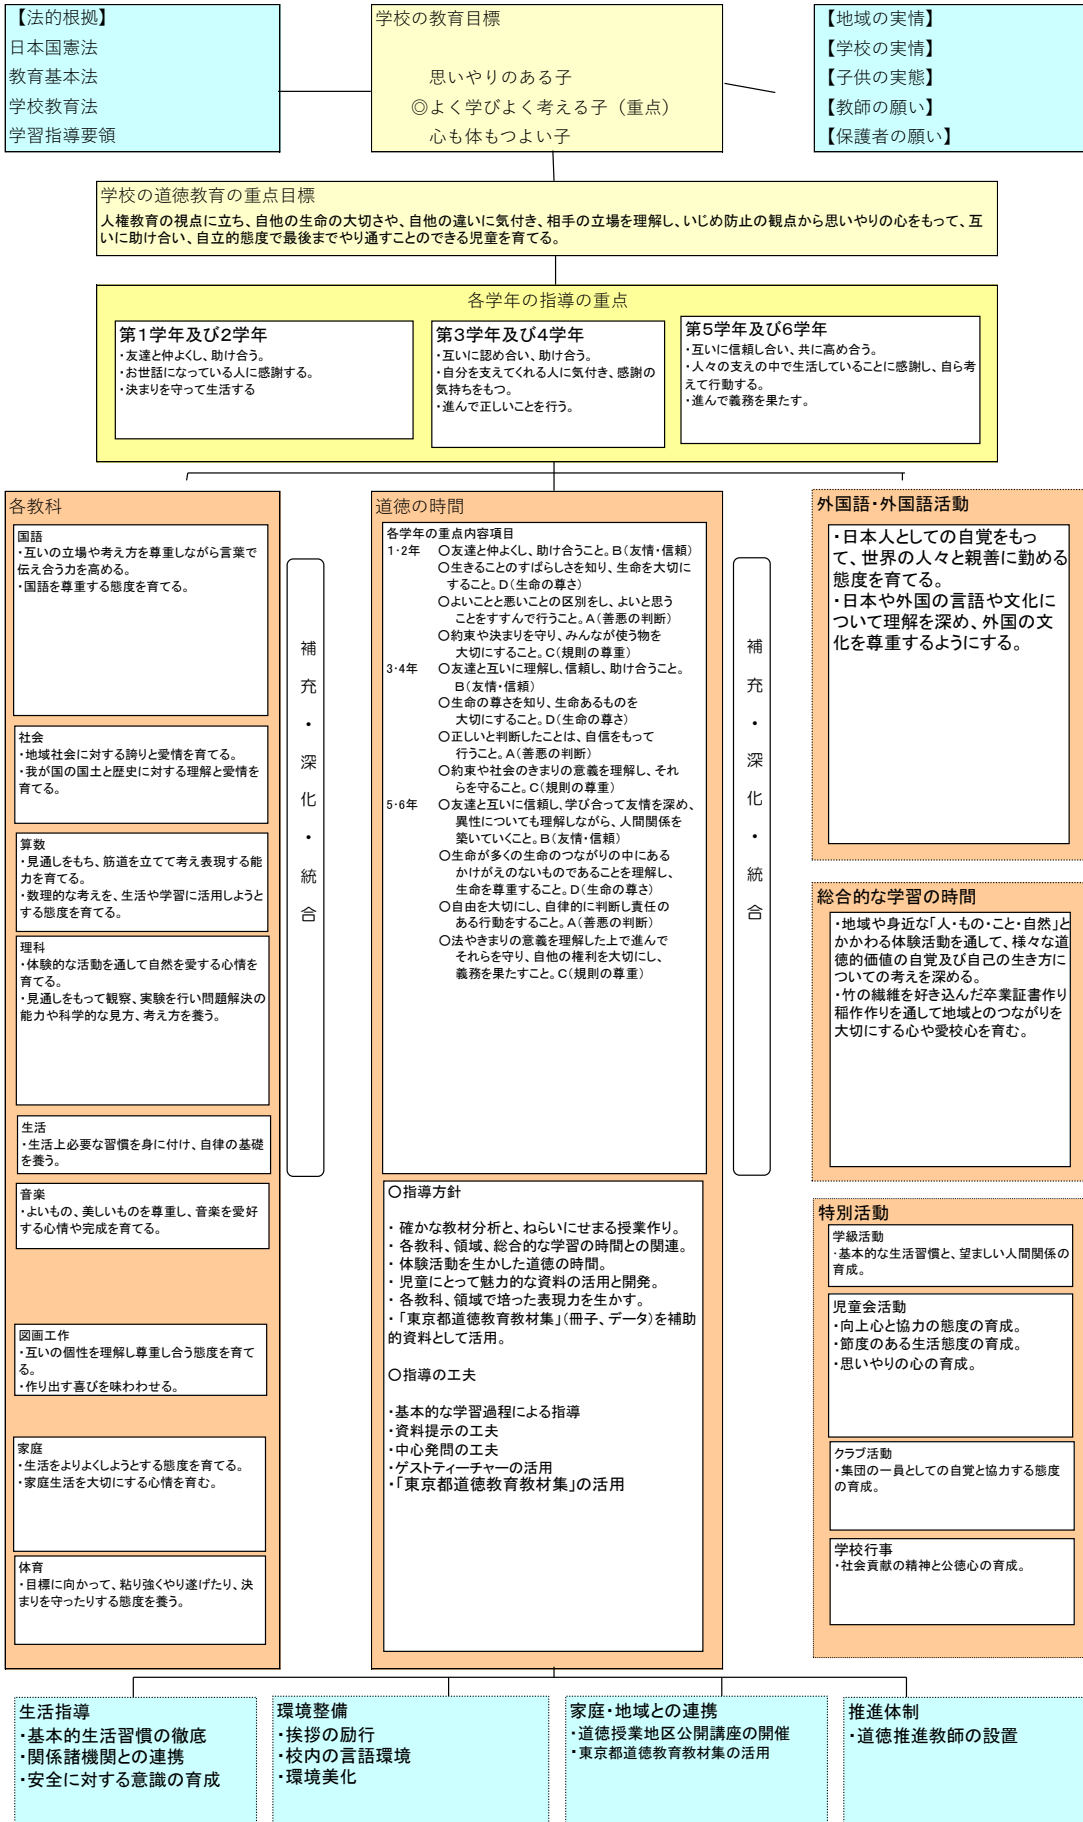 【法的根拠】
日本国憲法
教育基本法
学校教育法
学習指導要領
学校の教育目標
思いやりのある子
◎よく学びよく考える子（重点）
心も体もつよい子
【地域の実情】
【学校の実情】
【子供の実態】
【教師の願い】
【保護者の願い】
学校の道徳教育の重点目標
人権教育の視点に立ち、自他の生命の大切さや、自他の違いに気付き、相手の立場を理解し、いじめ防止の観点から思いやりの心をもって、互
いに助け合い、自立的態度で最後までやり通すことのできる児童を育てる。
各学年の指導の重点
第1学年及び2学年
・友達と仲よくし、助け合う。
・お世話になっている人に感謝する。
・決まりを守って生活する
第3学年及び4学年
・互いに認め合い、助け合う。
・自分を支えてくれる人に気付き、感謝の
気持ちをもつ。
・進んで正しいことを行う。
第5学年及び6学年
・互いに信頼し合い、共に高め合う。
・人々の支えの中で生活していることに感謝し、自ら考
えて行動する。
・進んで義務を果たす。
各教科
国語
・互いの立場や考え方を尊重しながら言葉で
伝え合う力を高める。
・国語を尊重する態度を育てる。
社会
・地域社会に対する誇りと愛情を育てる。
・我が国の国土と歴史に対する理解と愛情を
育てる。
算数
・見通しをもち、筋道を立てて考え表現する能
力を育てる。
・数理的な考えを、生活や学習に活用しようと
する態度を育てる。
理科
・体験的な活動を通して自然を愛する心情を
育てる。
・見通しをもって観察、実験を行い問題解決の
能力や科学的な見方、考え方を養う。
生活
・生活上必要な習慣を身に付け、自律の基礎
を養う。
音楽
・よいもの、美しいものを尊重し、音楽を愛好
する心情や完成を育てる。
図画工作
・互いの個性を理解し尊重し合う態度を育て
る。
・作り出す喜びを味わわせる。
家庭
・生活をよりよくしようとする態度を育てる。
・家庭生活を大切にする心情を育む。
体育
・目標に向かって、粘り強くやり遂げたり、決
まりを守ったりする態度を養う。
補充・深化・統合
道徳の時間
各学年の重点内容項目
1・2年 〇友達と仲よくし、助け合うこと。B（友情・信頼）
〇生きることのすばらしさを知り、生命を大切に
すること。D（生命の尊さ）
〇よいことと悪いことの区別をし、よいと思う
ことをすすんで行うこと。A（善悪の判断）
〇約束や決まりを守り、みんなが使う物を
大切にすること。C（規則の尊重）
3・4年 〇友達と互いに理解し、信頼し、助け合うこと。
B（友情・信頼）
〇生命の尊さを知り、生命あるものを
大切にすること。D（生命の尊さ）
〇正しいと判断したことは、自信をもって
行うこと。A（善悪の判断）
〇約束や社会のきまりの意義を理解し、それ
らを守ること。C（規則の尊重）
5・6年 〇友達と互いに信頼し、学び合って友情を深め、
異性についても理解しながら、人間関係を
築いていくこと。B（友情・信頼）
〇生命が多くの生命のつながりの中にある
かけがえのないものであることを理解し、
生命を尊重すること。D（生命の尊さ）
〇自由を大切にし、自律的に判断し責任の
ある行動をすること。A（善悪の判断）
〇法やきまりの意義を理解した上で進んで
それらを守り、自他の権利を大切にし、
義務を果たすこと。C（規則の尊重）
〇指導方針
・ 確かな教材分析と、ねらいにせまる授業作り。
・ 各教科、領域、総合的な学習の時間との関連。
・ 体験活動を生かした道徳の時間。
・ 児童にとって魅力的な資料の活用と開発。
・ 各教科、領域で培った表現力を生かす。
・「東京都道徳教育教材集」（冊子、データ）を補助
的資料として活用。
〇指導の工夫
・基本的な学習過程による指導
・資料提示の工夫
・中心発問の工夫
・ゲストティーチャーの活用
・「東京都道徳教育教材集」の活用
補充・深化・統合
外国語・外国語活動
・日本人としての自覚をもっ
て、世界の人々と親善に勤める
態度を育てる。
・日本や外国の言語や文化に
ついて理解を深め、外国の文
化を尊重するようにする。
総合的な学習の時間
・地域や身近な「人・もの・こと・自然」と
かかわる体験活動を通して、様々な道
徳的価値の自覚及び自己の生き方に
ついての考えを深める。
・竹の繊維を好き込んだ卒業証書作り
稲作作りを通して地域とのつながりを
大切にする心や愛校心を育む。
特別活動
学級活動
・基本的な生活習慣と、望ましい人間関係の
育成。
児童会活動
・向上心と協力の態度の育成。
・節度のある生活態度の育成。
・思いやりの心の育成。
クラブ活動
・集団の一員としての自覚と協力する態度
の育成。
学校行事
・社会貢献の精神と公徳心の育成。
生活指導
・基本的生活習慣の徹底
・関係諸機関との連携
・安全に対する意識の育成
環境整備
・挨拶の励行
・校内の言語環境
・環境美化
家庭・地域との連携
・道徳授業地区公開講座の開催
・東京都道徳教育教材集の活用
推進体制
・道徳推進教師の設置